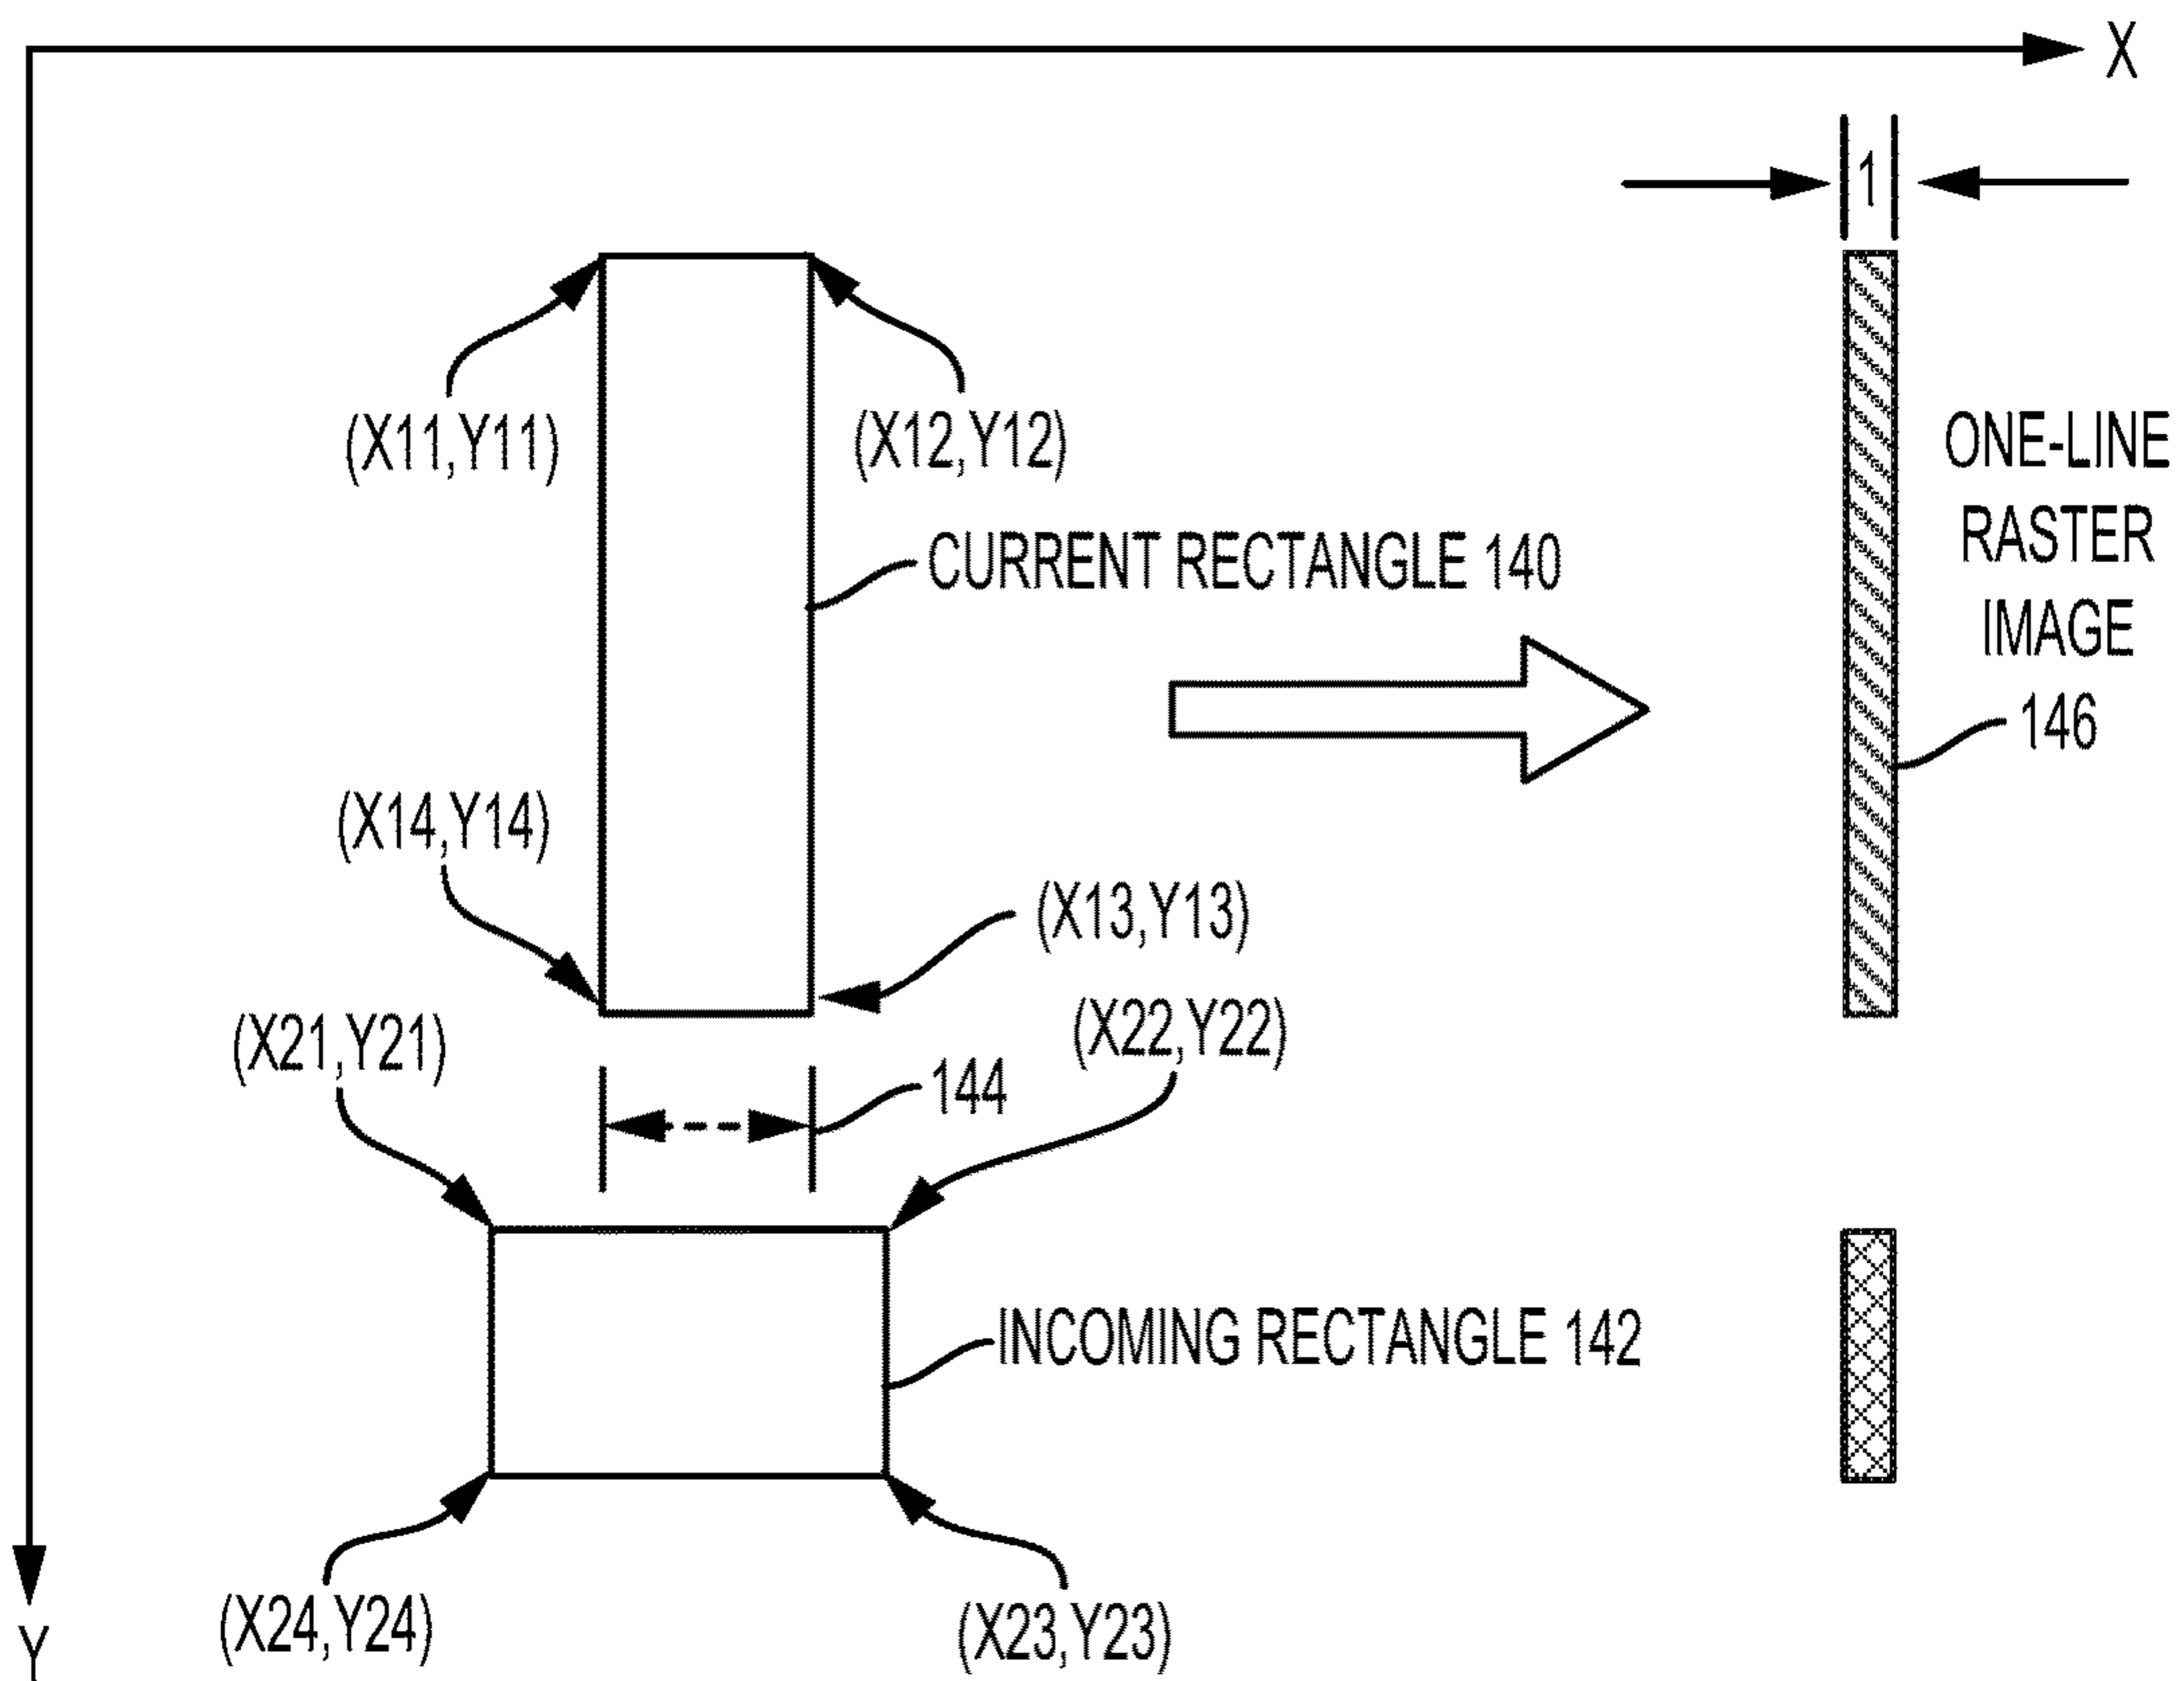 X
1
(X11,Y11)
(X12,Y12)
ONE-LINE
RASTER
IMAGE
146
CURRENT RECTANGLE 140
(X14,Y14)
(X13,Y13)
(X21,Y21)
(X22,Y22)
144
INCOMING RECTANGLE 142
(X24,Y24)
(X23,Y23)
Y